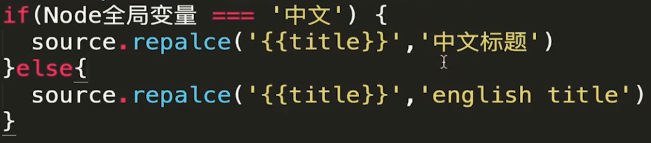 if(Node全局变量 === '中文') {
source.repalce('{{title}}','中文标题')
}else{
source.repalce('{{title}}','english title')
}